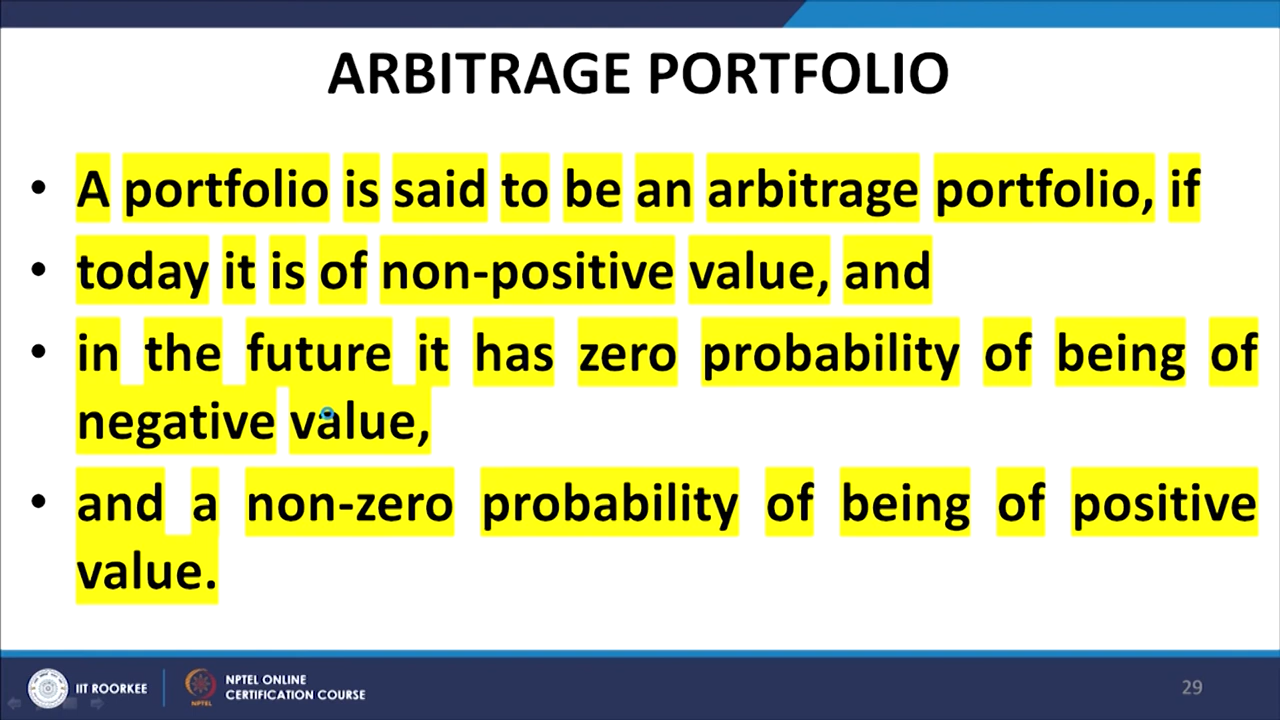 ARBITRAGE PORTFOLIO
• A portfolio is said to be an arbitrage portfolio, if
• today it is of non-positive value, and
• in the future it has zero probability of being of
negative value,
• and a non-zero probability of being of positive
value.
IIT ROORKEE
NPTEL
NPTEL ONLINE
CERTIFICATION COURSE
29